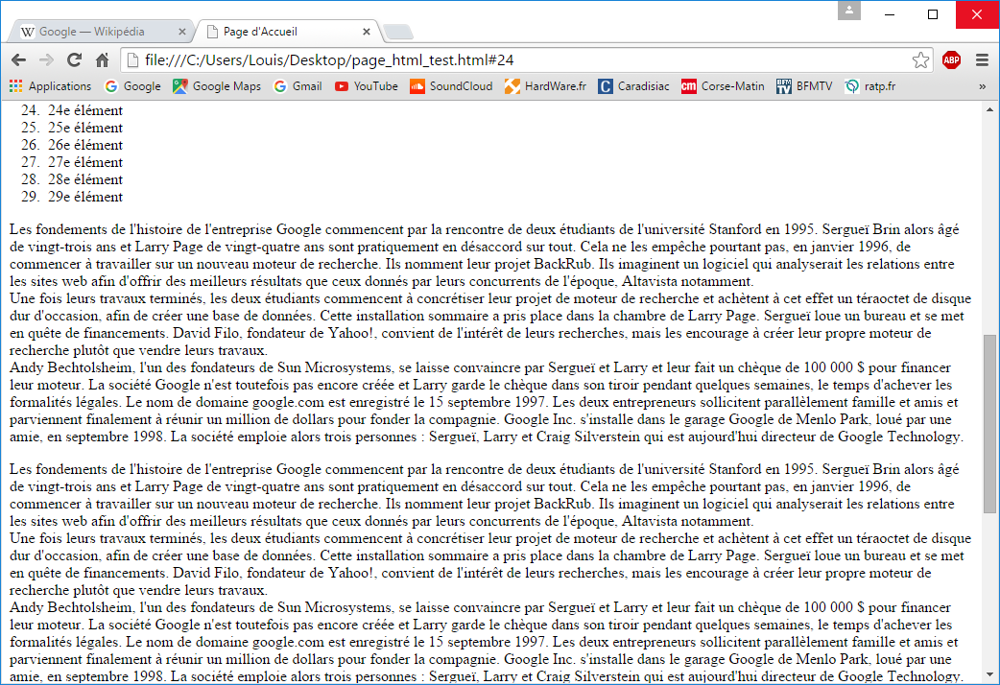 Google — Wikipédia
Page d'Accueil
file:///C:/Users/Louis/Desktop/page_html_test.html#24
ABP
Applications Google Google Maps Gmail YouTube SoundCloud HardWare.fr C Caradisiac cm Corse-Matin BFM TV BFMTV ratp.fr »
24. 24e élément
25. 25e élément
26. 26e élément
27. 27e élément
28. 28e élément
29. 29e élément
Les fondements de l'histoire de l'entreprise Google commencent par la rencontre de deux étudiants de l'université Stanford en 1995. Sergueï Brin alors âgé
de vingt-trois ans et Larry Page de vingt-quatre ans sont pratiquement en désaccord sur tout. Cela ne les empêche pourtant pas, en janvier 1996, de
commencer à travailler sur un nouveau moteur de recherche. Ils nomment leur projet BackRub. Ils imaginent un logiciel qui analyserait les relations entre
les sites web afin d'offrir des meilleurs résultats que ceux donnés par leurs concurrents de l'époque, Altavista notamment.
Une fois leurs travaux terminés, les deux étudiants commencent à concrétiser leur projet de moteur de recherche et achètent à cet effet un téraoctet de disque
dur d'occasion, afin de créer une base de données. Cette installation sommaire a pris place dans la chambre de Larry Page. Sergueï loue un bureau et se met
en quête de financements. David Filo, fondateur de Yahoo!, convient de l'intérêt de leurs recherches, mais les encourage à créer leur propre moteur de
recherche plutôt que vendre leurs travaux.
Andy Bechtolsheim, l'un des fondateurs de Sun Microsystems, se laisse convaincre par Sergueï et Larry et leur fait un chèque de 100 000 $ pour financer
leur moteur. La société Google n'est toutefois pas encore créée et Larry garde le chèque dans son tiroir pendant quelques semaines, le temps d'achever les
formalités légales. Le nom de domaine google.com est enregistré le 15 septembre 1997. Les deux entrepreneurs sollicitent parallèlement famille et amis et
parviennent finalement à réunir un million de dollars pour fonder la compagnie. Google Inc. s'installe dans le garage Google de Menlo Park, loué par une
amie, en septembre 1998. La société emploie alors trois personnes : Sergueï, Larry et Craig Silverstein qui est aujourd'hui directeur de Google Technology.
Les fondements de l'histoire de l'entreprise Google commencent par la rencontre de deux étudiants de l'université Stanford en 1995. Sergueï Brin alors âgé
de vingt-trois ans et Larry Page de vingt-quatre ans sont pratiquement en désaccord sur tout. Cela ne les empêche pourtant pas, en janvier 1996, de
commencer à travailler sur un nouveau moteur de recherche. Ils nomment leur projet BackRub. Ils imaginent un logiciel qui analyserait les relations entre
les sites web afin d'offrir des meilleurs résultats que ceux donnés par leurs concurrents de l'époque, Altavista notamment.
Une fois leurs travaux terminés, les deux étudiants commencent à concrétiser leur projet de moteur de recherche et achètent à cet effet un téraoctet de disque
dur d'occasion, afin de créer une base de données. Cette installation sommaire a pris place dans la chambre de Larry Page. Sergueï loue un bureau et se met
en quête de financements. David Filo, fondateur de Yahoo!, convient de l'intérêt de leurs recherches, mais les encourage à créer leur propre moteur de
recherche plutôt que vendre leurs travaux.
Andy Bechtolsheim, l'un des fondateurs de Sun Microsystems, se laisse convaincre par Sergueï et Larry et leur fait un chèque de 100 000 $ pour financer
leur moteur. La société Google n'est toutefois pas encore créée et Larry garde le chèque dans son tiroir pendant quelques semaines, le temps d'achever les
formalités légales. Le nom de domaine google.com est enregistré le 15 septembre 1997. Les deux entrepreneurs sollicitent parallèlement famille et amis et
parviennent finalement à réunir un million de dollars pour fonder la compagnie. Google Inc. s'installe dans le garage Google de Menlo Park, loué par une
amie, en septembre 1998. La société emploie alors trois personnes : Sergueï, Larry et Craig Silverstein qui est aujourd'hui directeur de Google Technology.